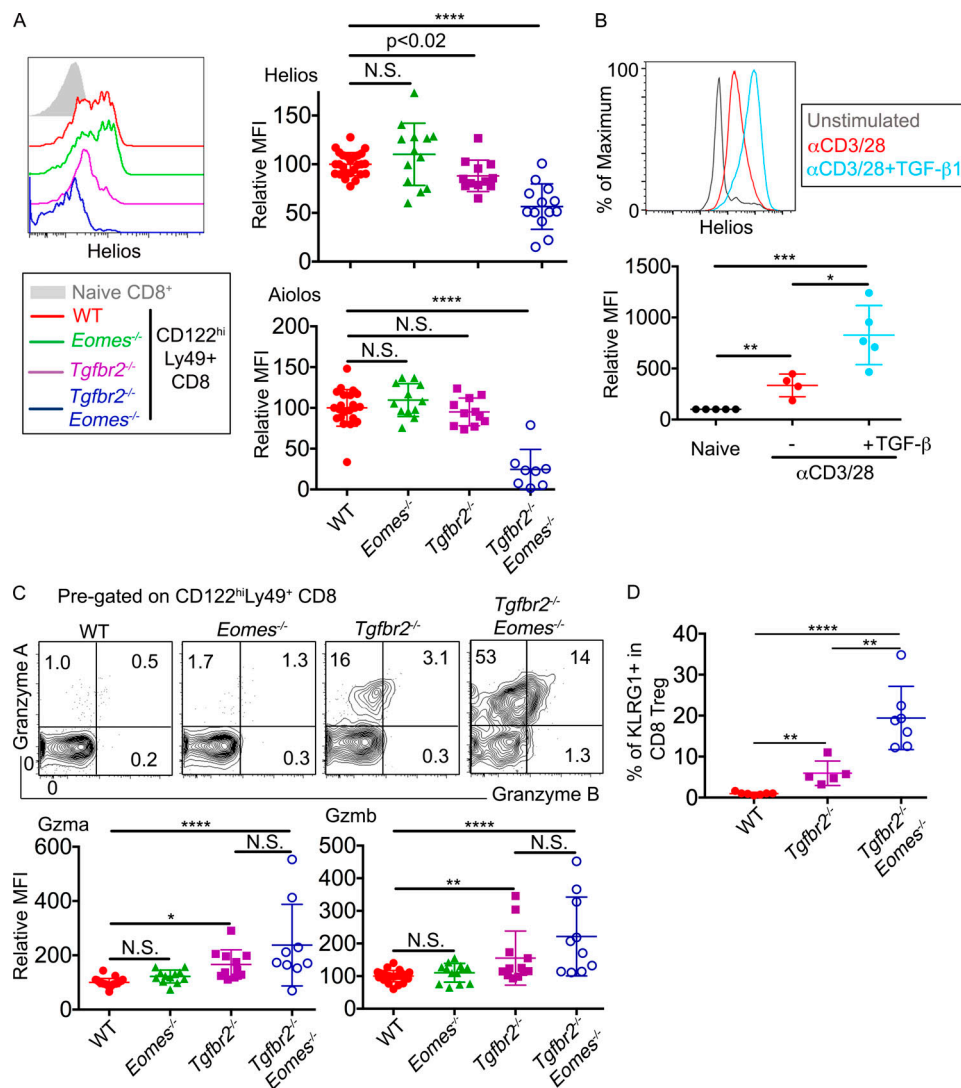 A
Helios
Naive CD8⁺
WT
Eomes⁻/⁻
Tgfbr2⁻/⁻
Tgfbr2⁻/⁻
Eomes⁻/⁻
CD122ʰⁱ
Ly49+
CD8
Helios
****
p<0.02
N.S.
Relative MFI
150
100
50
0
Aiolos
****
N.S.
N.S.
Relative MFI
200
150
100
50
0
WT
Eomes⁻/⁻
Tgfbr2⁻/⁻
Tgfbr2⁻/⁻
Eomes⁻/⁻
B
% of Maximum
100
0
Helios
Unstimulated
αCD3/28
αCD3/28+TGF-β1
***
*
**
Relative MFI
1500
1000
500
0
Naive
-
+TGF-β
αCD3/28
C
Pre-gated on CD122ʰⁱLy49⁺ CD8
WT
Eomes⁻/⁻
Tgfbr2⁻/⁻
Tgfbr2⁻/⁻
Eomes⁻/⁻
Granzyme A
1.0
0.5
0.2
1.7
1.3
0.3
16
3.1
0.3
53
14
1.3
0
0
Granzyme B
Gzma
****
N.S.
*
N.S.
Relative MFI
600
400
200
0
WT
Eomes⁻/⁻
Tgfbr2⁻/⁻
Tgfbr2⁻/⁻
Eomes⁻/⁻
Gzmb
****
N.S.
**
N.S.
500
400
300
200
100
0
WT
Eomes⁻/⁻
Tgfbr2⁻/⁻
Tgfbr2⁻/⁻
Eomes⁻/⁻
D
****
**
**
% of KLRG1+ in
CD8 Treg
40
30
20
10
0
WT
Tgfbr2⁻/⁻
Tgfbr2⁻/⁻
Eomes⁻/⁻